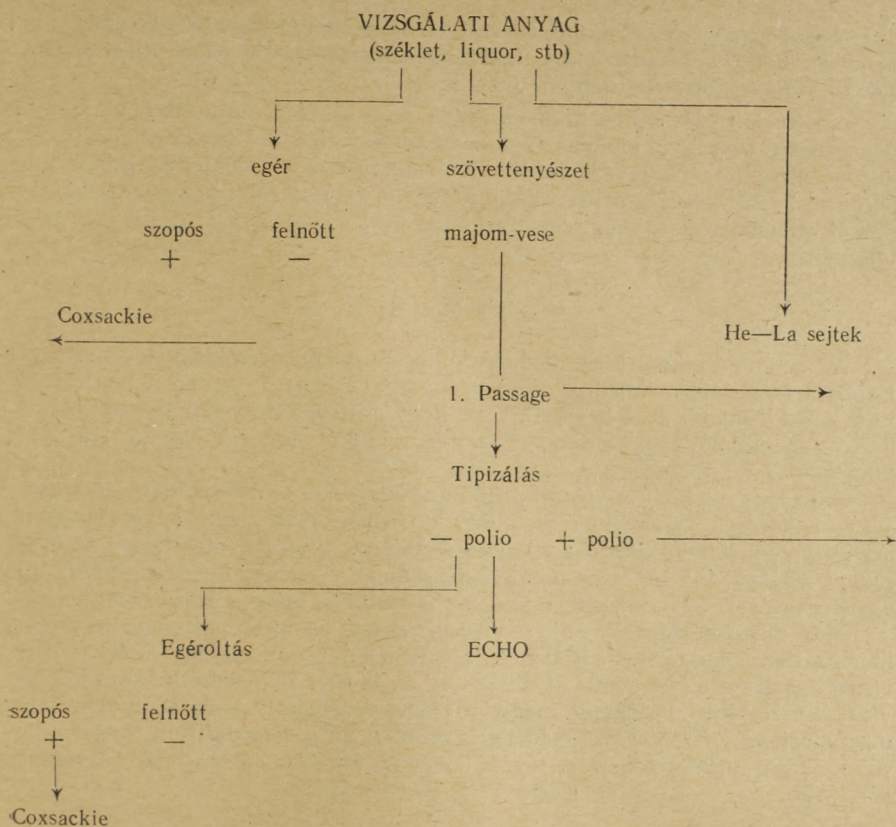 VIZSGÁLATI ANYAG
(széklet, liquor, stb)
egér szövettenyészet
szopós felnőtt majom-vese
+ —
Coxsackie
He—La sejtek
1. Passage
Tipizálás
— polio + polio
Egéroltás ECHO
szopós felnőtt
+ —
Coxsackie